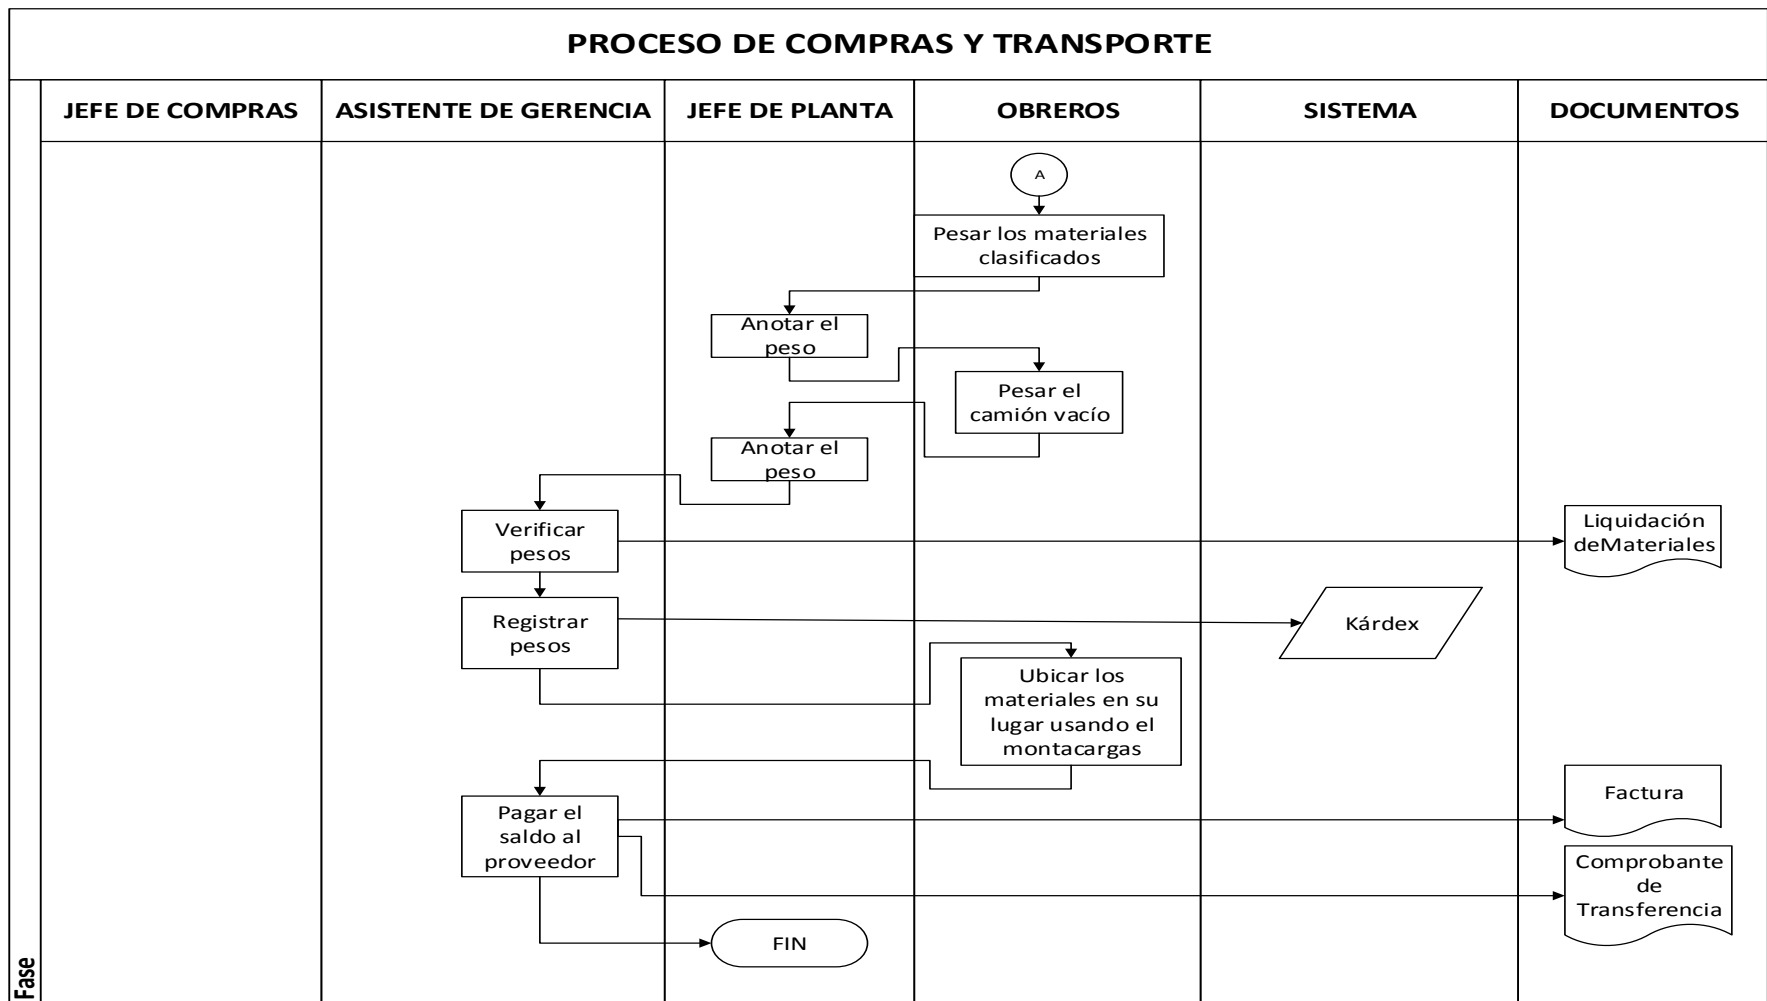 PROCESO DE COMPRAS Y TRANSPORTE
JEFE DE COMPRAS
ASISTENTE DE GERENCIA
JEFE DE PLANTA
OBREROS
SISTEMA
DOCUMENTOS
A
Pesar los materiales
clasificados
Anotar el
peso
Pesar el
camión vacío
Anotar el
peso
Verificar
pesos
Liquidación
deMateriales
Registrar
pesos
Kárdex
Ubicar los
materiales en su
lugar usando el
montacargas
Pagar el
saldo al
proveedor
Factura
Comprobante
de
Transferencia
FIN
Fase